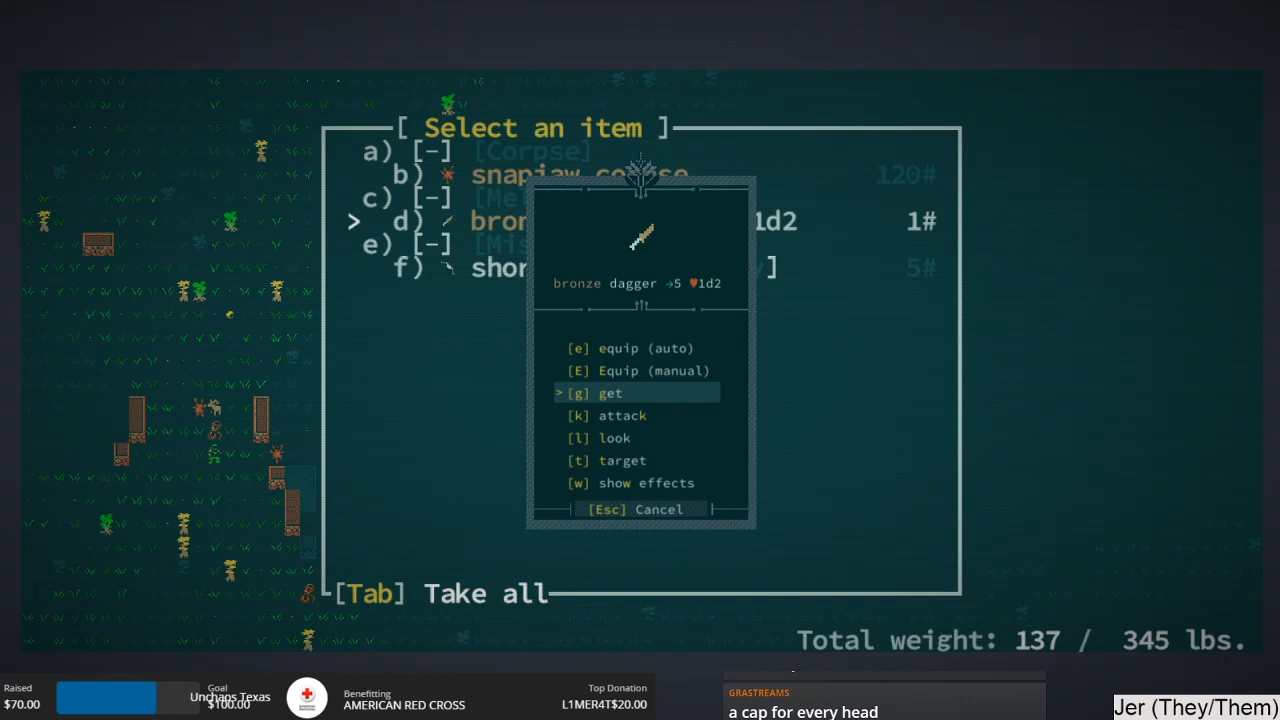 [ Select an item ]
a) [-] [Corpse]
b) snapjaw corpse 120#
c) [-]
> d) bron 1d2 1#
e) [-]
f) shor ] 5#
bronze dagger →5 ♥1d2
[e] equip (auto)
[E] Equip (manual)
>[g] get
[k] attack
[l] look
[t] target
[w] show effects
[Esc] Cancel
[Tab] Take all
Total weight: 137 / 345 lbs.
Raised
$70.00
Goal
Unchaos Texas
Benefitting
AMERICAN RED CROSS
Top Donation
L1MER4T$20.00
GRASTREAMS
a cap for every head
Jer (They/Them)